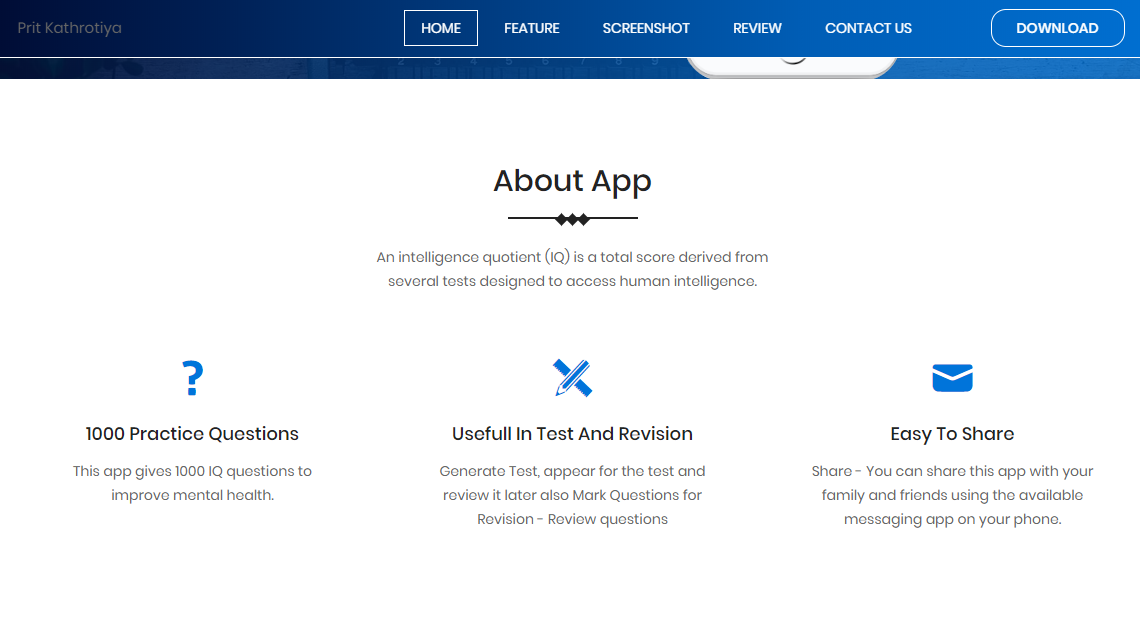 Prit Kathrotiya
HOME FEATURE SCREENSHOT REVIEW CONTACT US DOWNLOAD
2 3 4 5 6 7 8 9
About App
An intelligence quotient (IQ) is a total score derived from
several tests designed to access human intelligence.
1000 Practice Questions
This app gives 1000 IQ questions to
improve mental health.
Usefull In Test And Revision
Generate Test, appear for the test and
review it later also Mark Questions for
Revision - Review questions
Easy To Share
Share - You can share this app with your
family and friends using the available
messaging app on your phone.